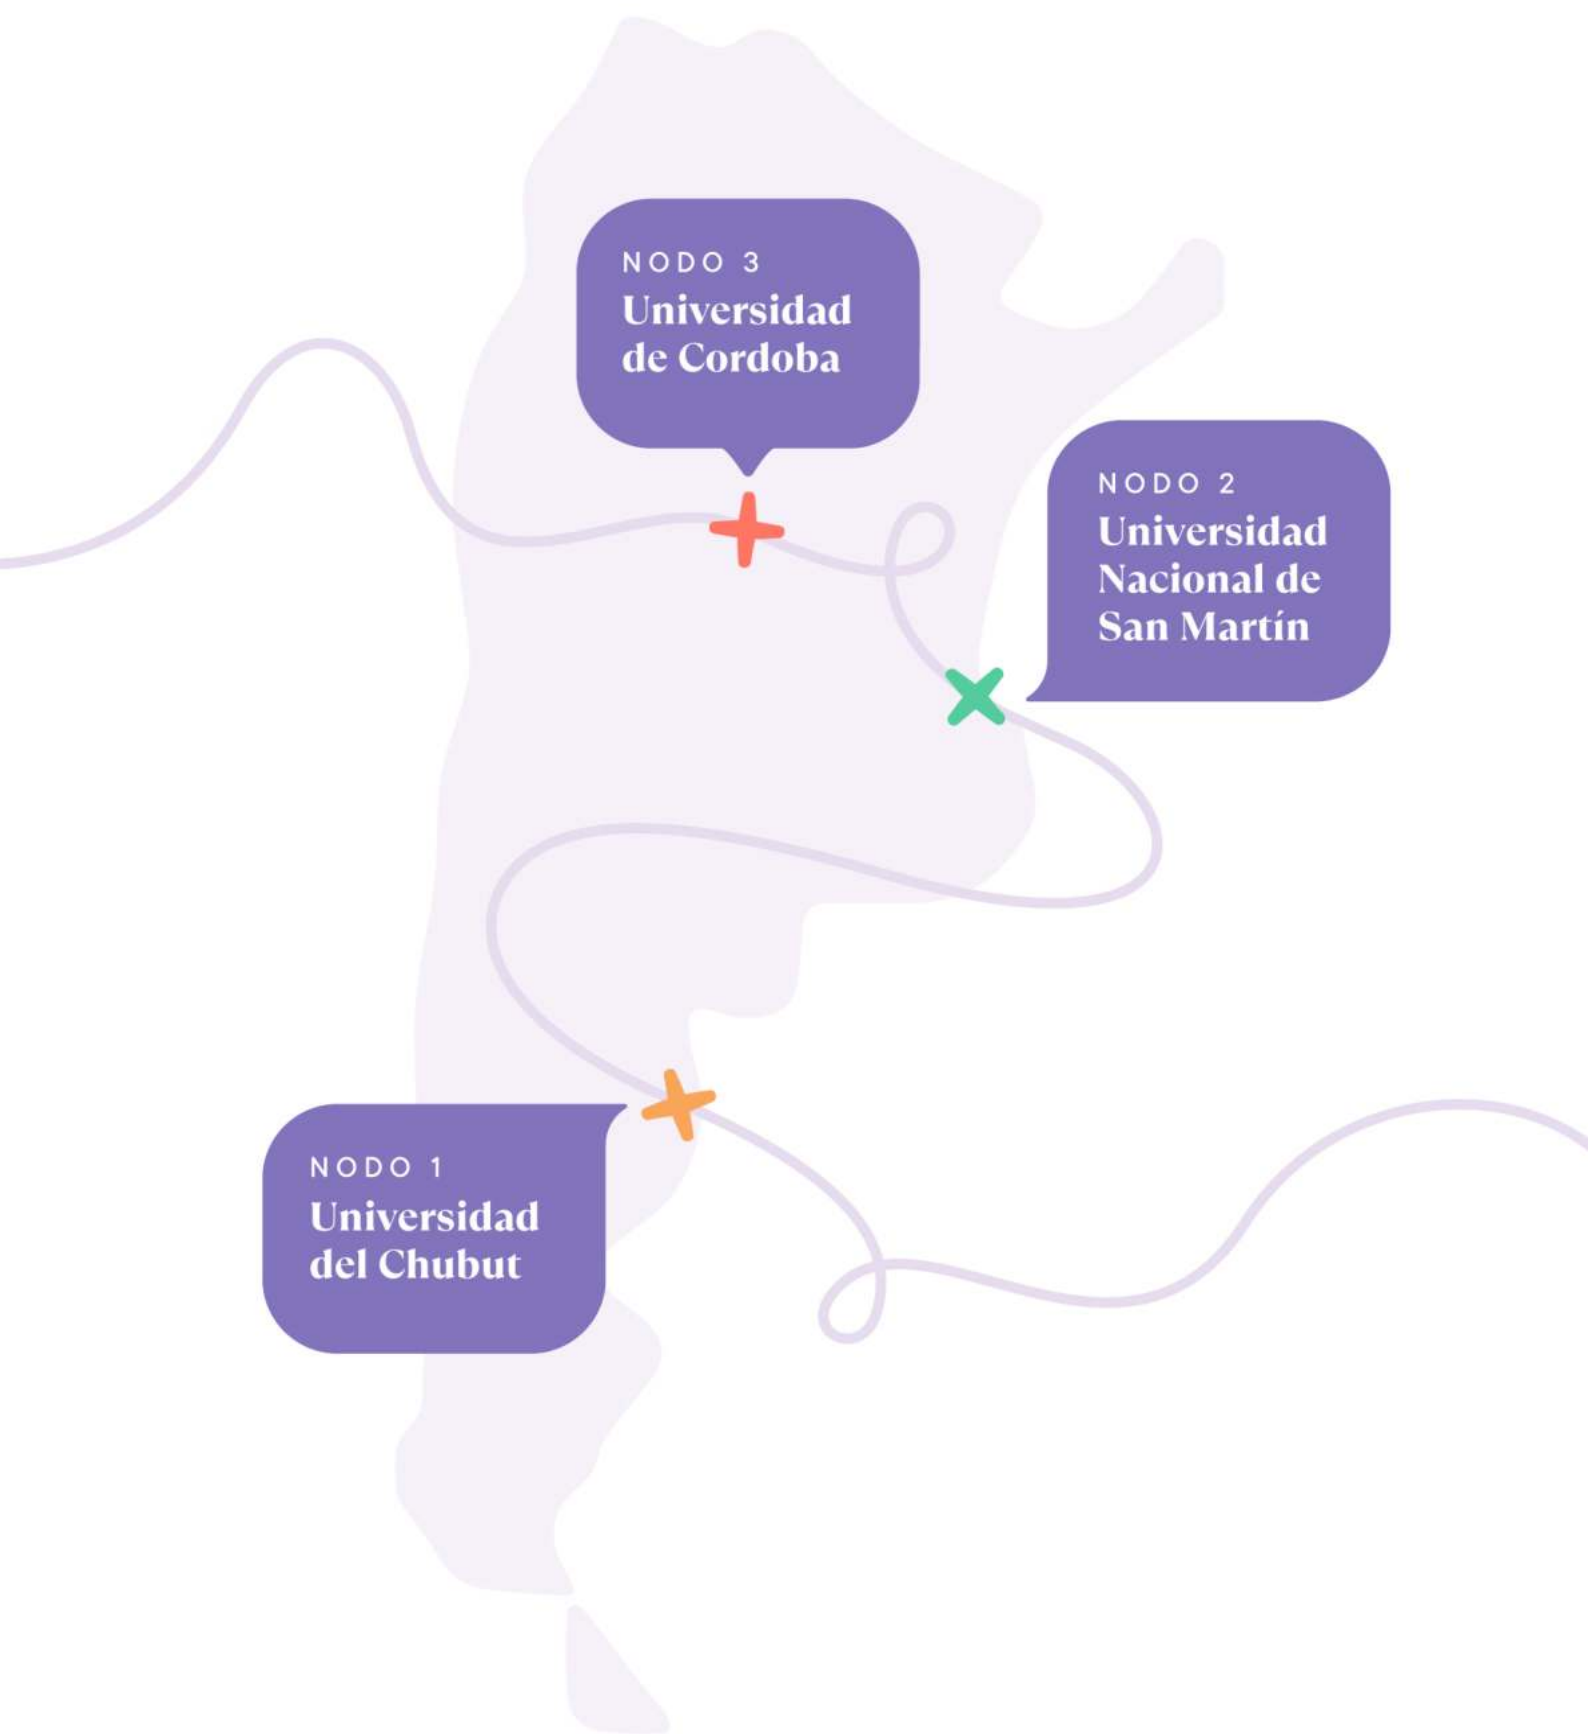 NODO 3
Universidad
de Cordoba
NODO 2
Universidad
Nacional de
San Martín
NODO 1
Universidad
del Chubut